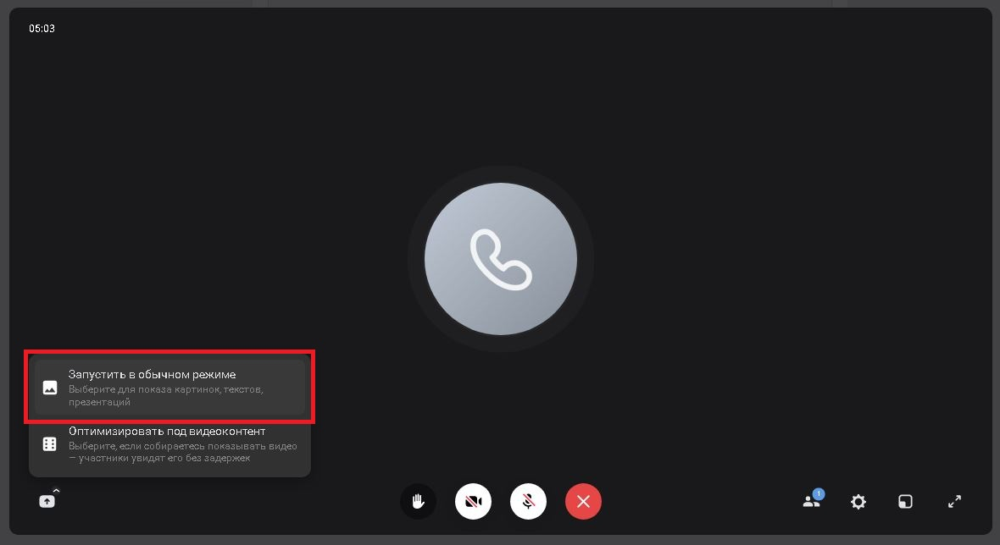 05:03
Запустить в обычном режиме
Выберите для показа картинок, текстов,
презентаций
Оптимизировать под видеоконтент
Выберите, если собираетесь показывать видео
— участники увидят его без задержек
1